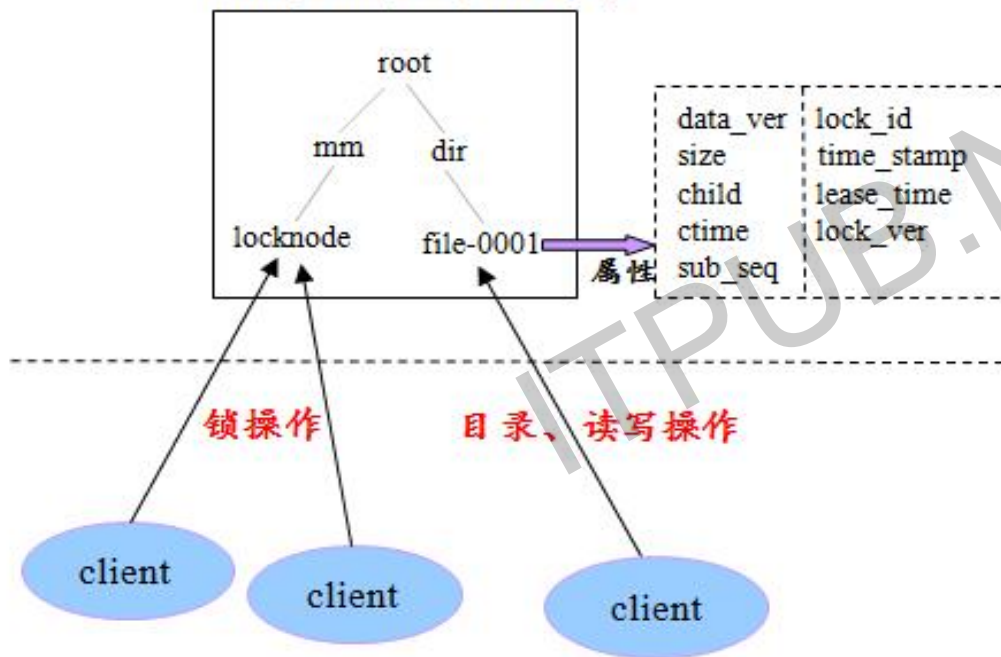 root
mm
dir
locknode
file-0001
属性
data_ver
lock_id
size
time_stamp
child
lease_time
ctime
lock_ver
sub_seq
ITPUB.N
锁操作
目录、读写操作
client
client
client